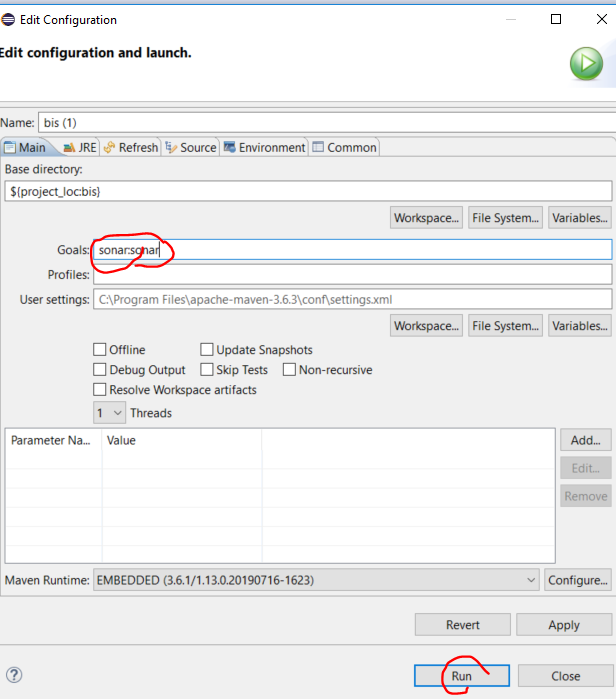 Edit Configuration
Edit configuration and launch.
Name: bis (1)
Main JRE Refresh Source Environment Common
Base directory:
${project_loc:bis}
Workspace... File System... Variables...
Goals: sonar:sonar
Profiles:
User settings: C:\Program Files\apache-maven-3.6.3\conf\settings.xml
Workspace... File System... Variables...
Offline Update Snapshots
Debug Output Skip Tests Non-recursive
Resolve Workspace artifacts
1 Threads
Parameter Na... Value Add...
Edit...
Remove
Maven Runtime: EMBEDDED (3.6.1/1.13.0.20190716-1623) Configure...
Revert Apply
? Run Close